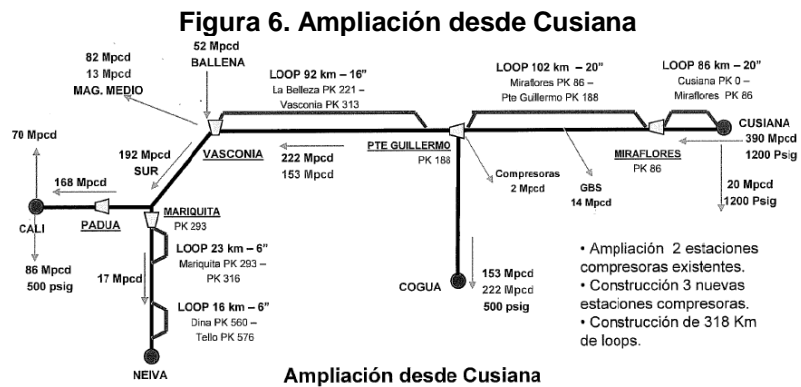 Figura 6. Ampliación desde Cusiana
82 Mpcd
13 Mpcd
MAG. MEDIO
52 Mpcd
BALLENA
LOOP 92 km – 16"
La Belleza PK 221 –
Vasconia PK 313
LOOP 102 km – 20"
Miraflores PK 86 –
Pte Guillermo PK 188
LOOP 86 km – 20"
Cusiana PK 0 –
Miraflores PK 86
CUSIANA
390 Mpcd
1200 Psig
70 Mpcd
192 Mpcd
SUR
VASCONIA
222 Mpcd
153 Mpcd
PTE GUILLERMO
PK 188
MIRAFLORES
PK 86
Compresoras
2 Mpcd
GBS
14 Mpcd
20 Mpcd
1200 Psig
168 Mpcd
CALI
PADUA
MARIQUITA
PK 293
86 Mpcd
500 psig
17 Mpcd
LOOP 23 km – 6"
Mariquita PK 293 –
PK 316
LOOP 16 km – 6"
Dina PK 560 –
Tello PK 576
NEIVA
COGUA
153 Mpcd
222 Mpcd
500 psig
• Ampliación 2 estaciones
compresoras existentes.
• Construcción 3 nuevas
estaciones compresoras.
• Construcción de 318 Km
de loops.
Ampliación desde Cusiana